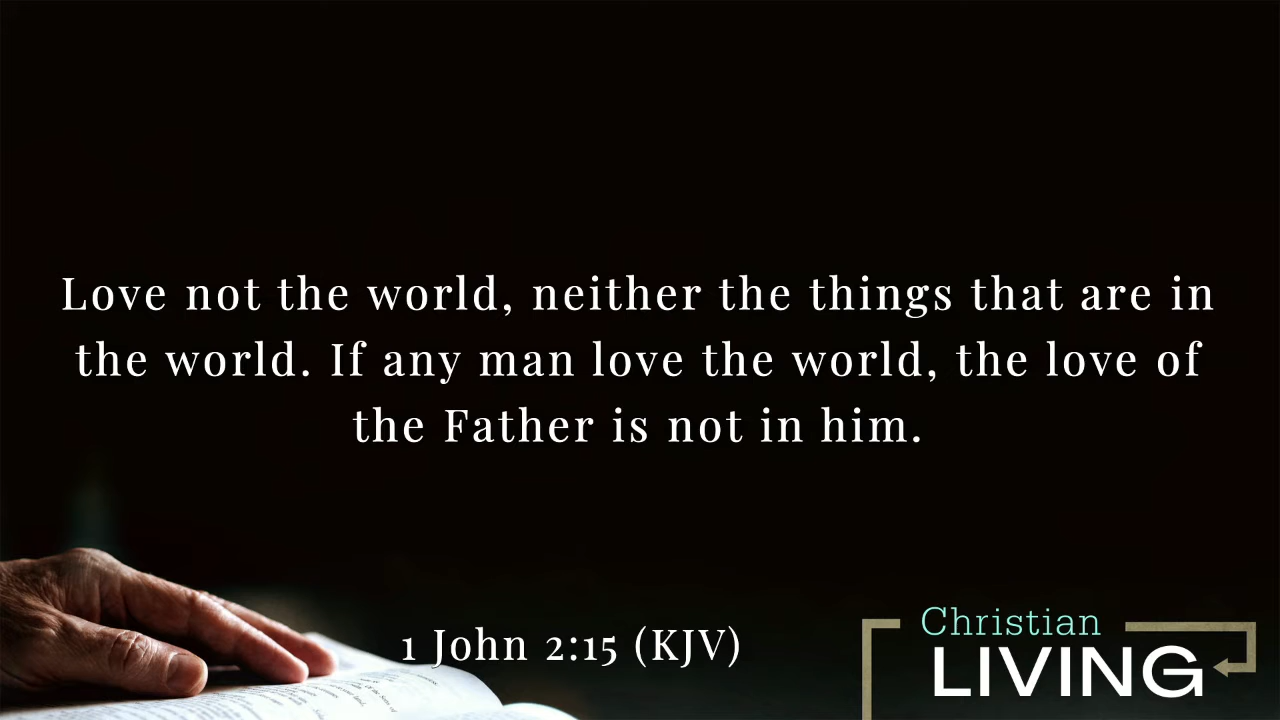 Love not the world, neither the things that are in
the world. If any man love the world, the love of
the Father is not in him.
1 John 2:15 (KJV)
Christian
LIVING